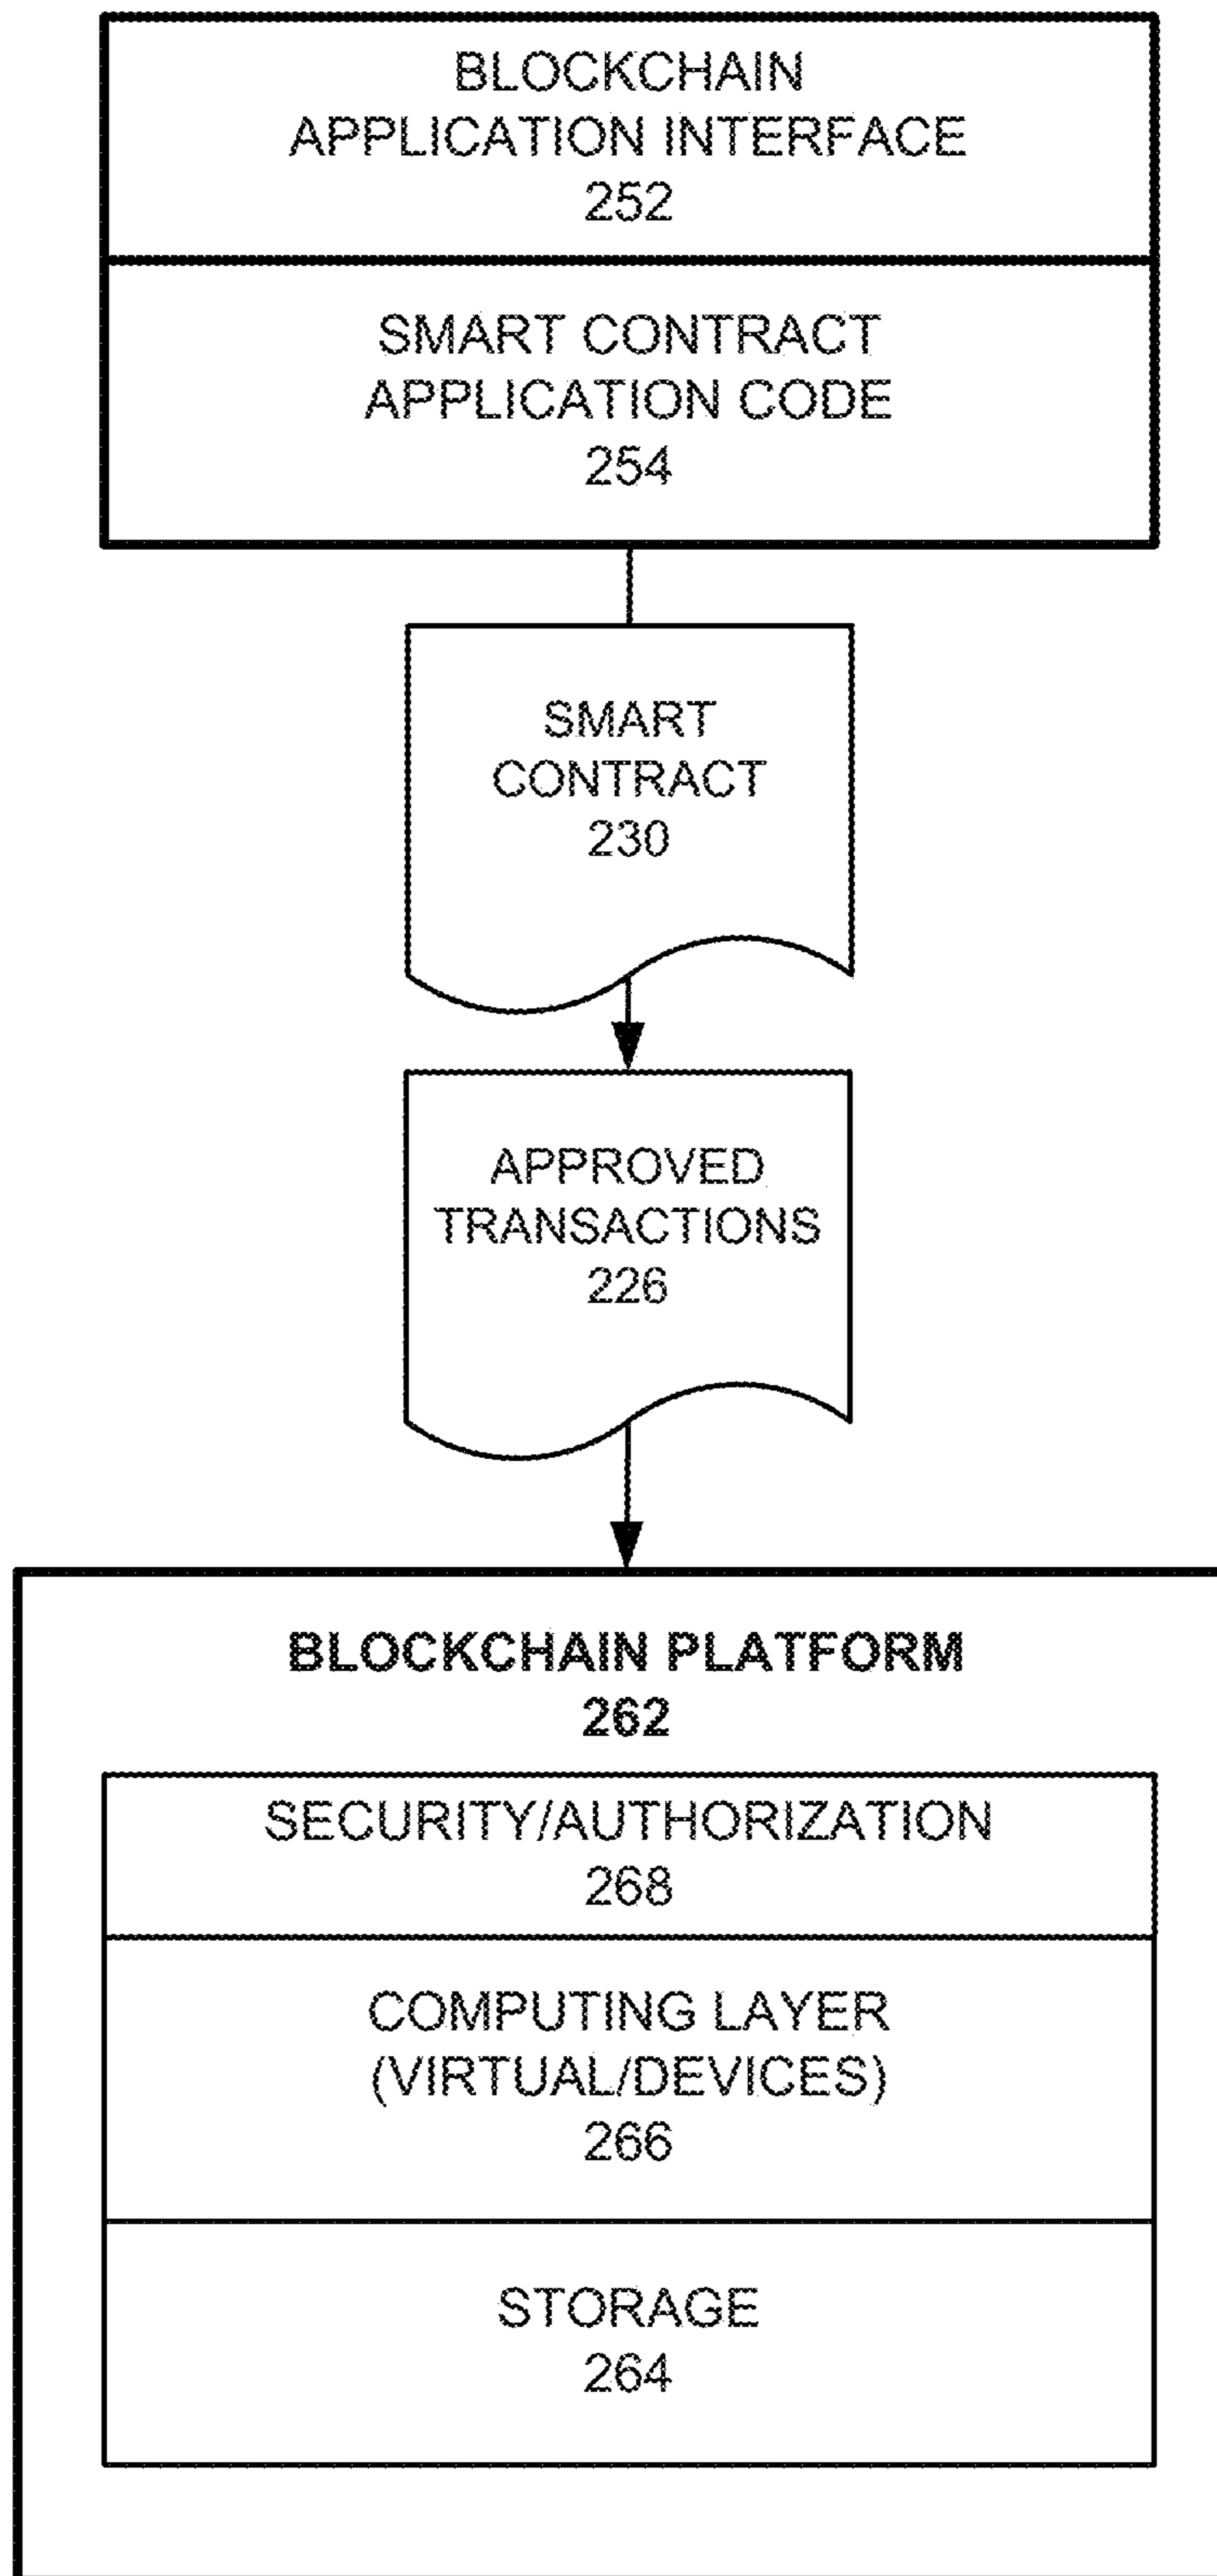 BLOCKCHAIN
APPLICATION INTERFACE
252
SMART CONTRACT
APPLICATION CODE
254
SMART
CONTRACT
230
APPROVED
TRANSACTIONS
226
BLOCKCHAIN PLATFORM
262
SECURITY/AUTHORIZATION
268
COMPUTING LAYER
(VIRTUAL/DEVICES)
266
STORAGE
264